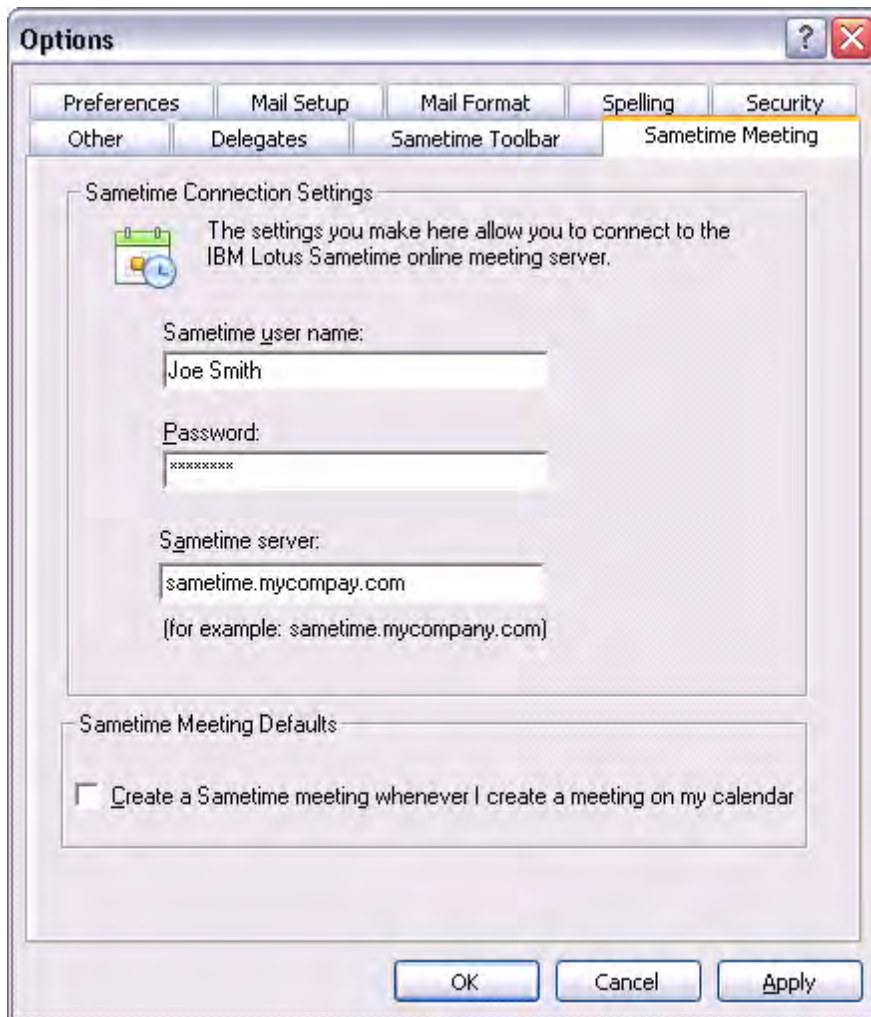 Options
Preferences Mail Setup Mail Format Spelling Security
Other Delegates Sametime Toolbar Sametime Meeting
Sametime Connection Settings
The settings you make here allow you to connect to the
IBM Lotus Sametime online meeting server.
Sametime user name:
Joe Smith
Password:
********
Sametime server:
sametime.mycompay.com
(for example: sametime.mycompany.com)
Sametime Meeting Defaults
Create a Sametime meeting whenever I create a meeting on my calendar
OK Cancel Apply